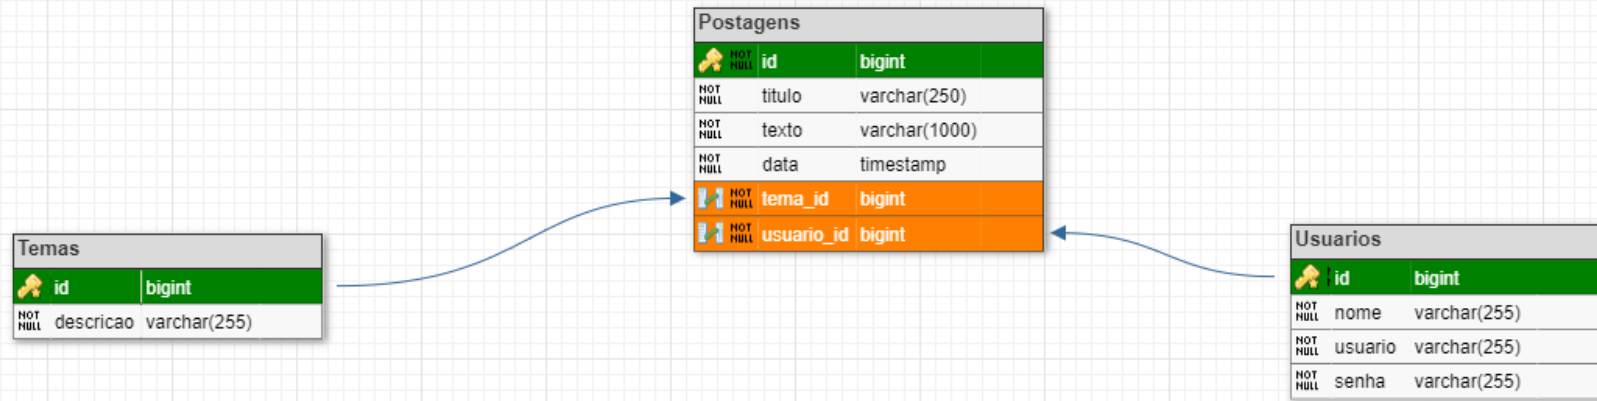 Postagens
NOT NULL id bigint
NOT NULL titulo varchar(250)
NOT NULL texto varchar(1000)
NOT NULL data timestamp
NOT NULL tema_id bigint
NOT NULL usuario_id bigint
Temas
id bigint
NOT NULL descricao varchar(255)
Usuarios
id bigint
NOT NULL nome varchar(255)
NOT NULL usuario varchar(255)
NOT NULL senha varchar(255)